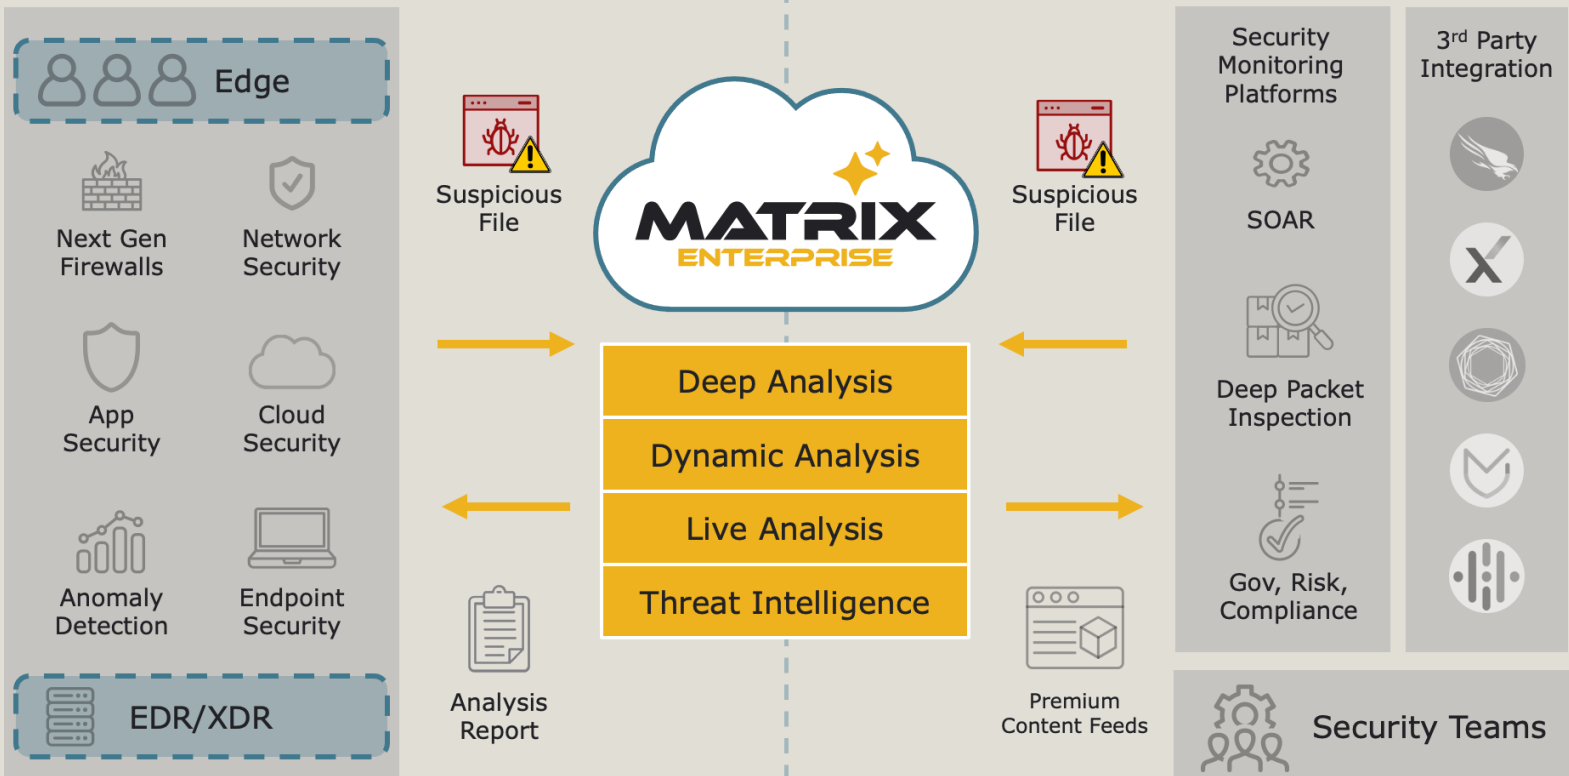 Edge
Next Gen
Firewalls
Network
Security
App
Security
Cloud
Security
Anomaly
Detection
Endpoint
Security
EDR/XDR
Suspicious
File
Analysis
Report
MATRIX
ENTERPRISE
Deep Analysis
Dynamic Analysis
Live Analysis
Threat Intelligence
Suspicious
File
Premium
Content Feeds
Security
Monitoring
Platforms
SOAR
Deep Packet
Inspection
Gov, Risk,
Compliance
3rd Party
Integration
Security Teams